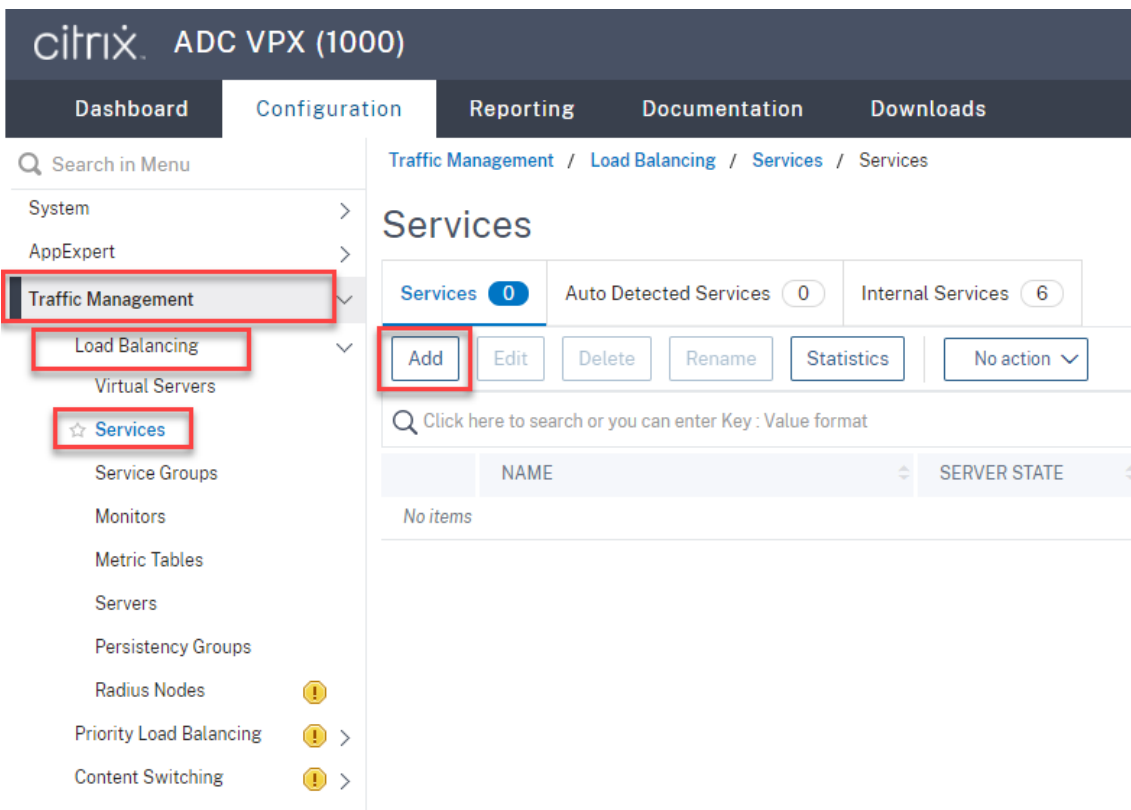 citrix. ADC VPX (1000)
Dashboard Configuration Reporting Documentation Downloads
Search in Menu
System
AppExpert
Traffic Management
Load Balancing
Virtual Servers
Services
Service Groups
Monitors
Metric Tables
Servers
Persistency Groups
Radius Nodes
Priority Load Balancing
Content Switching
Traffic Management / Load Balancing / Services / Services
Services
Services 0 Auto Detected Services 0 Internal Services 6
Add Edit Delete Rename Statistics No action
Click here to search or you can enter Key : Value format
NAME SERVER STATE
No items